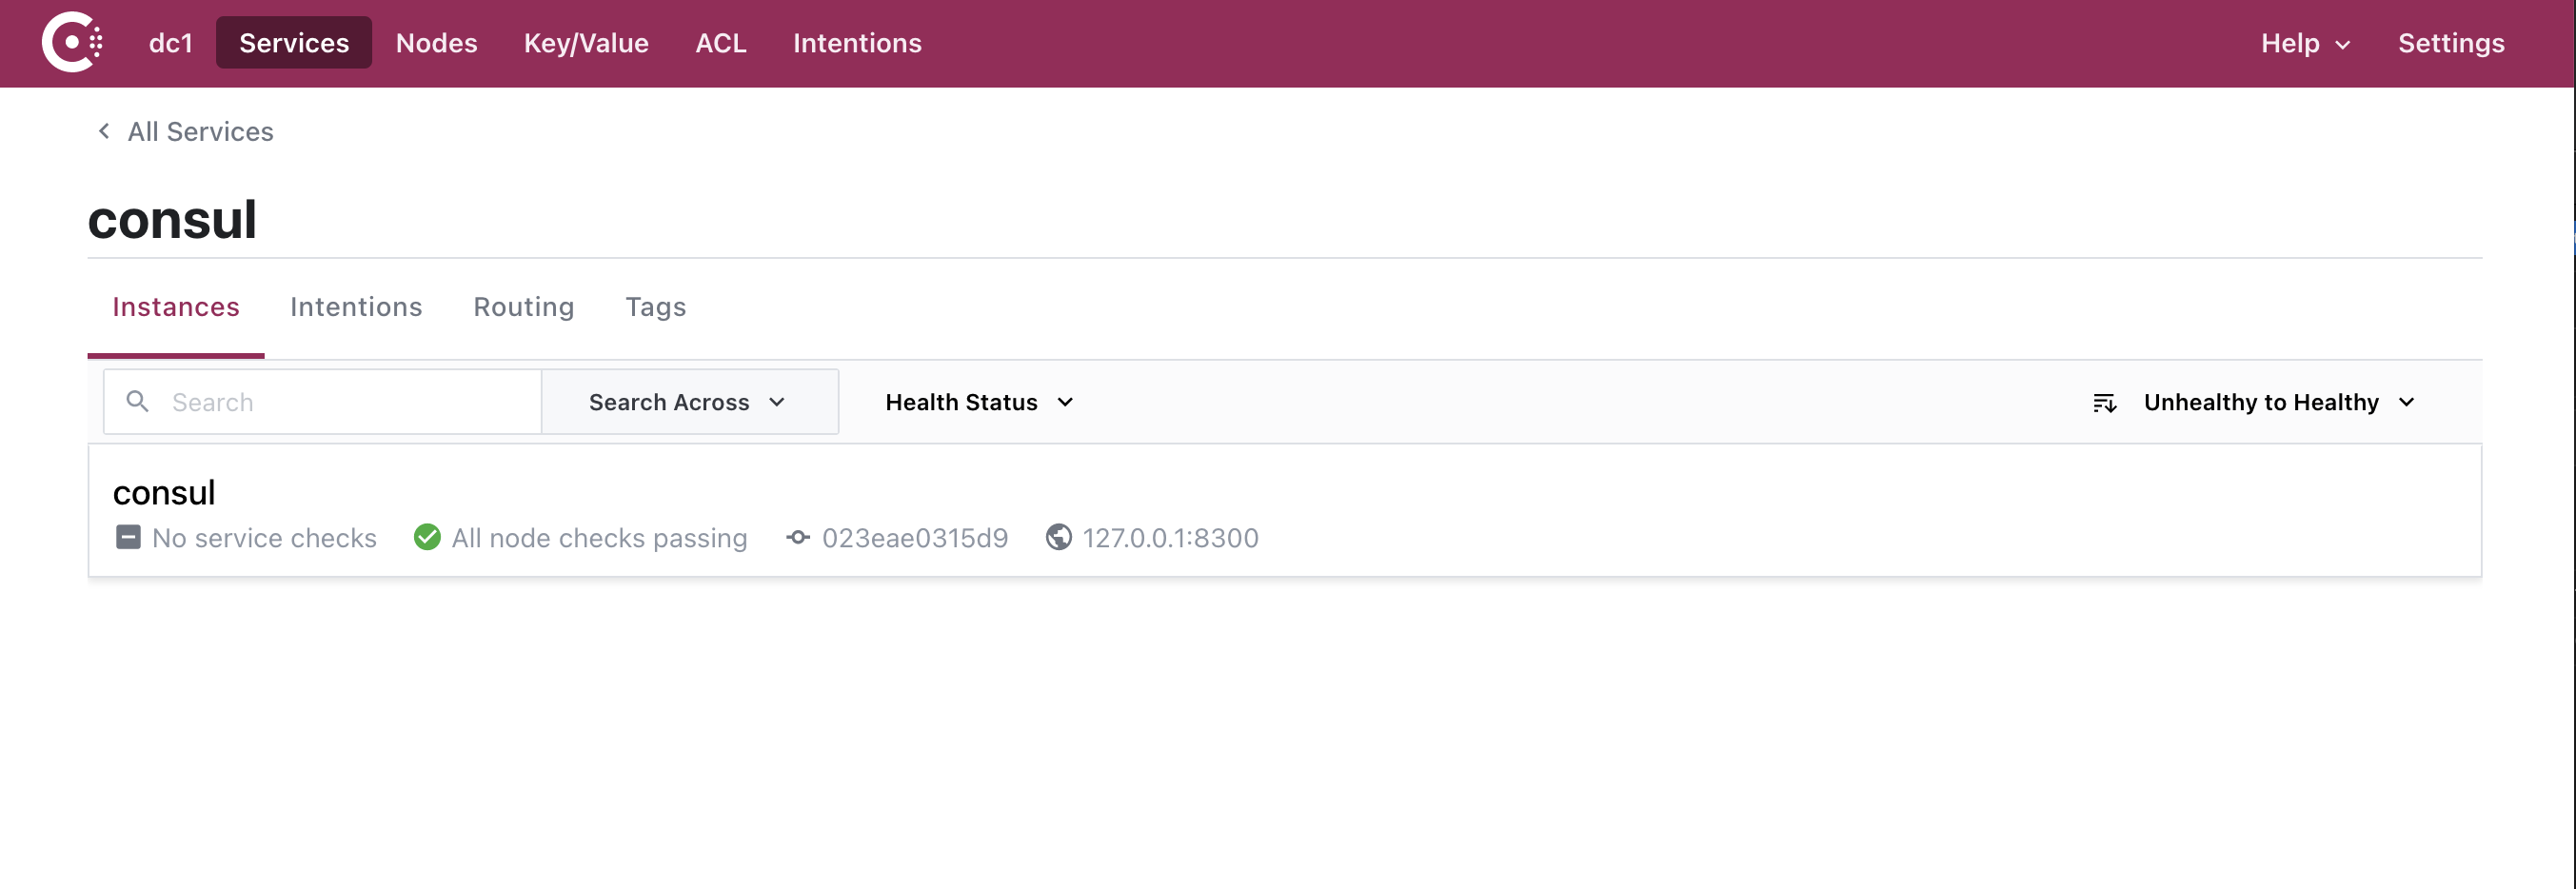 dc1 Services Nodes Key/Value ACL Intentions Help Settings
All Services
consul
Instances Intentions Routing Tags
Search Search Across Health Status Unhealthy to Healthy
consul
No service checks All node checks passing 023eae0315d9 127.0.0.1:8300